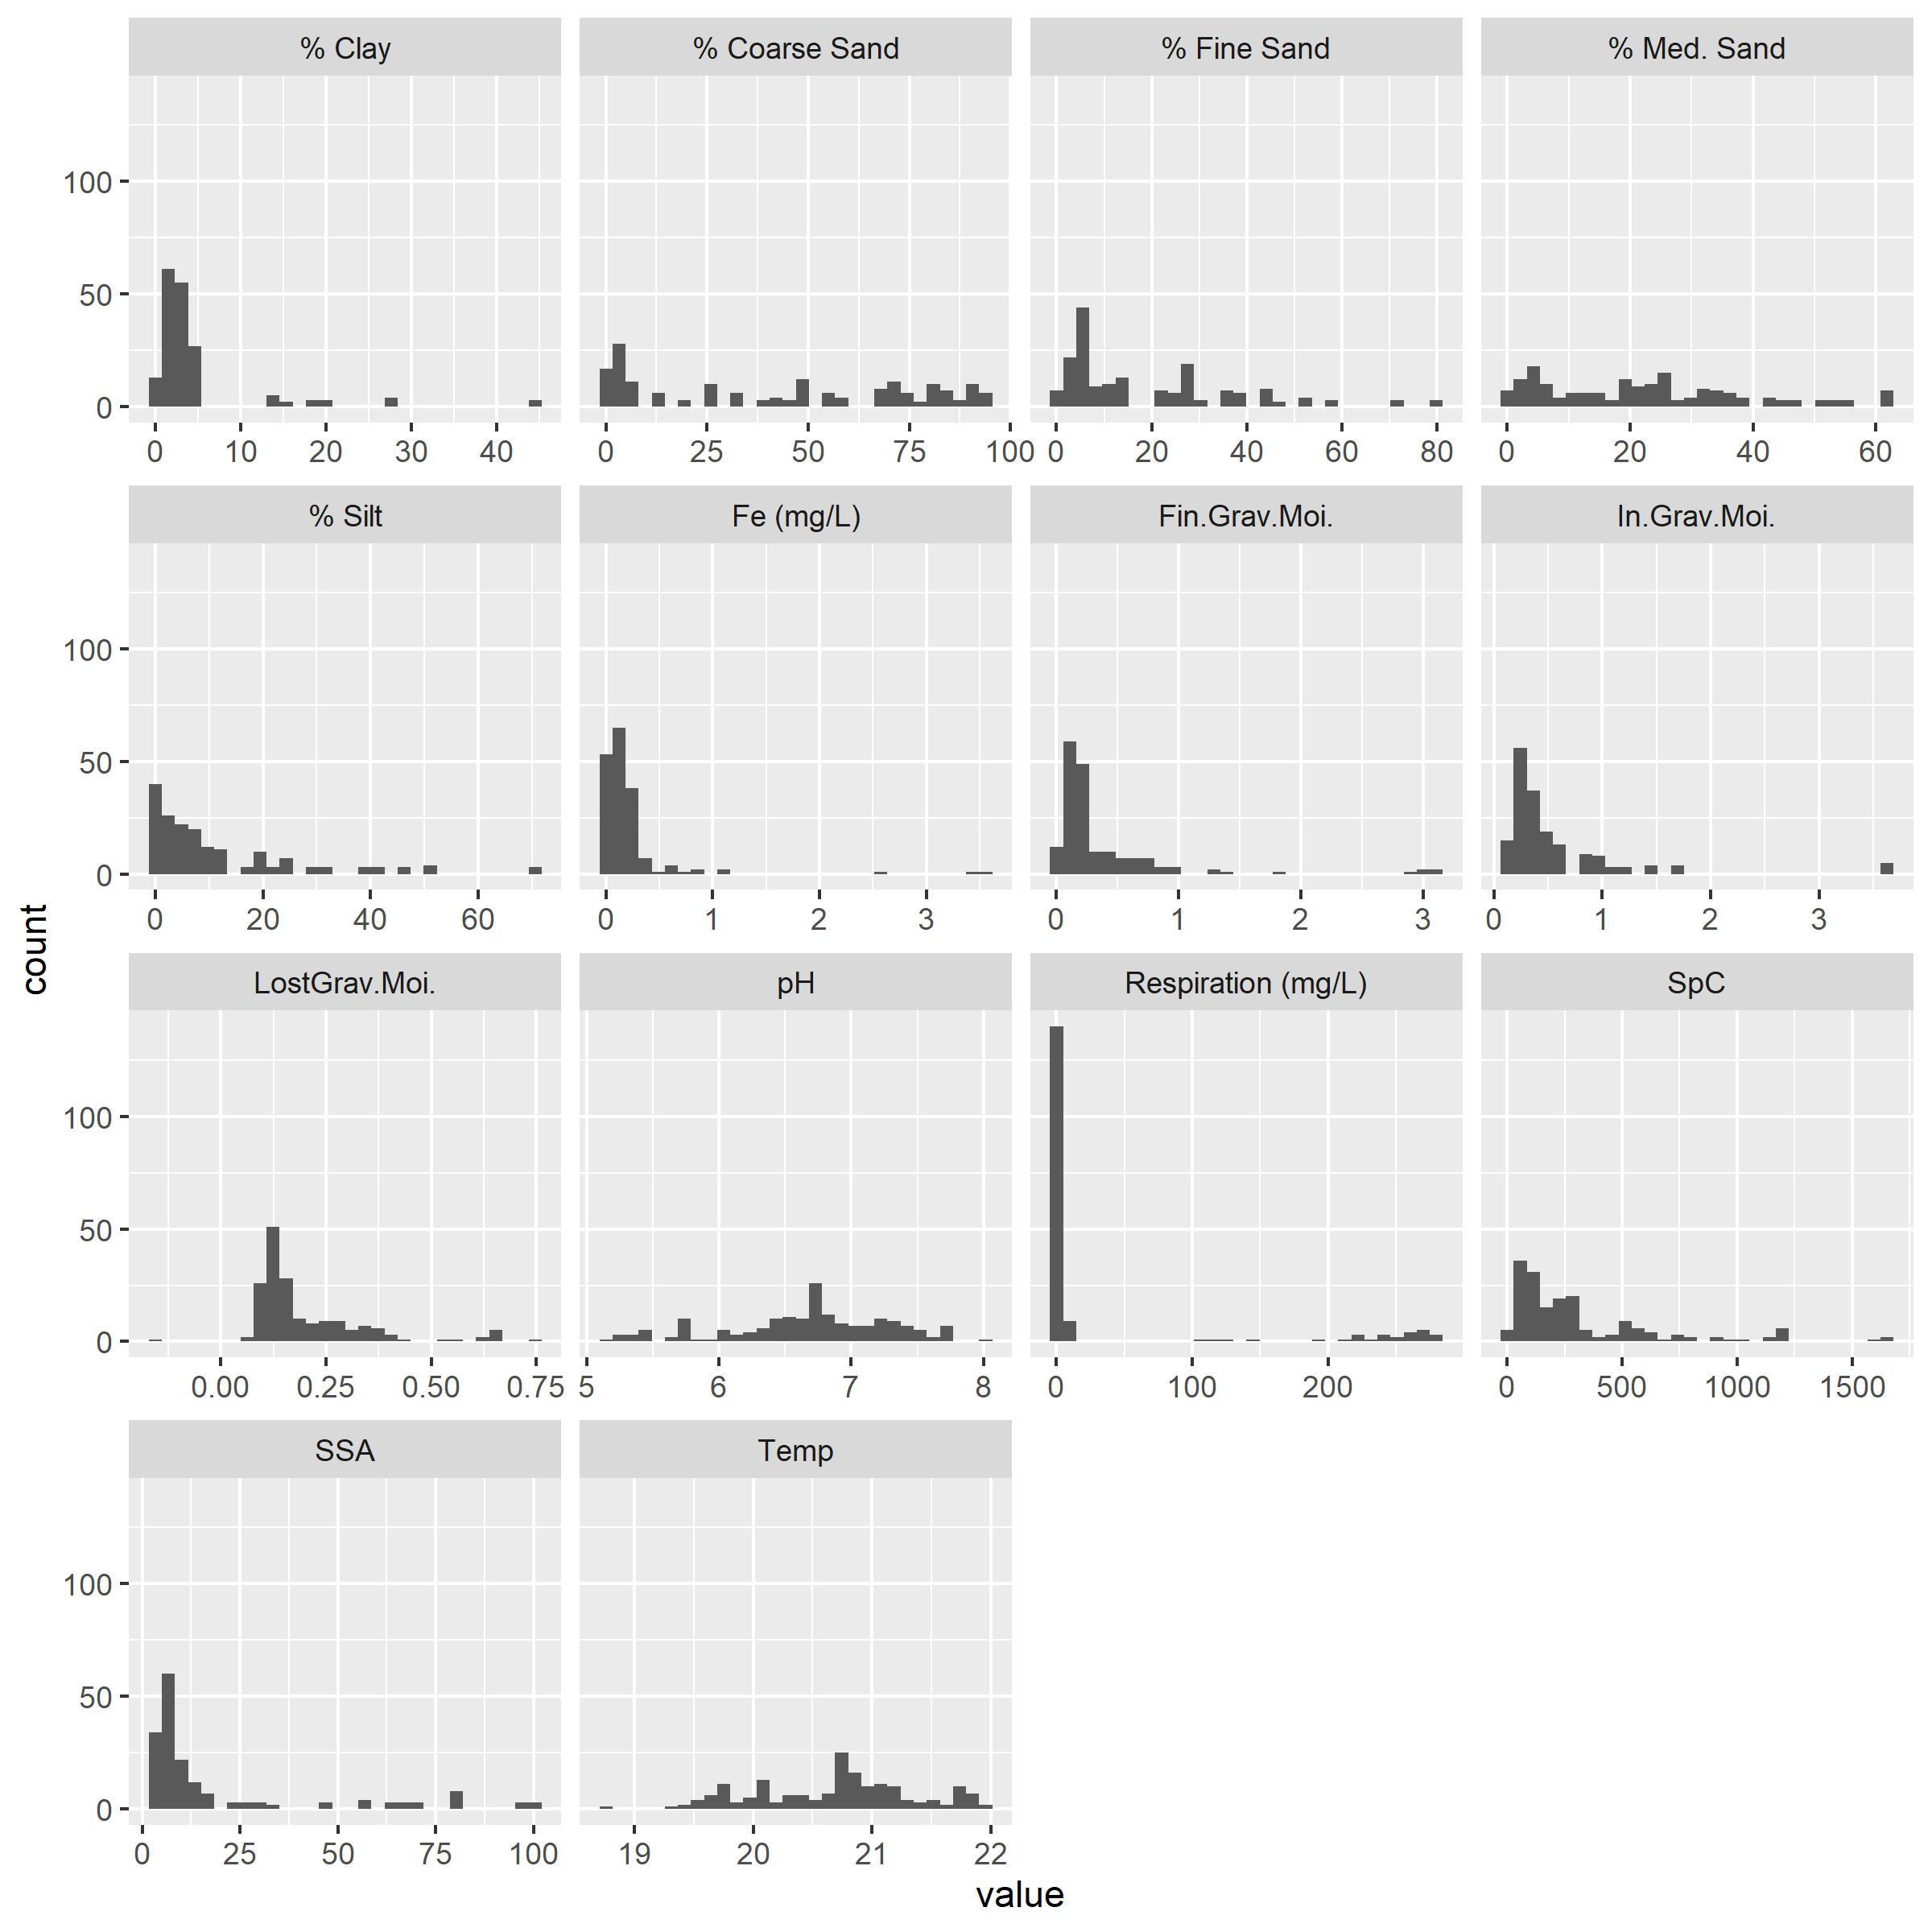 % Clay % Coarse Sand % Fine Sand % Med. Sand
100
50
0
0 10 20 30 40 0 25 50 75 100 0 20 40 60 80 0 20 40 60
% Silt Fe (mg/L) Fin.Grav.Moi. In.Grav.Moi.
100
50
0
0 20 40 60 0 1 2 3 0 1 2 3 0 1 2 3
count
LostGrav.Moi. pH Respiration (mg/L) SpC
100
50
0
0.00 0.25 0.50 0.75 5 6 7 8 0 100 200 0 500 1000 1500
SSA Temp
100
50
0
0 25 50 75 100 19 20 21 22
value